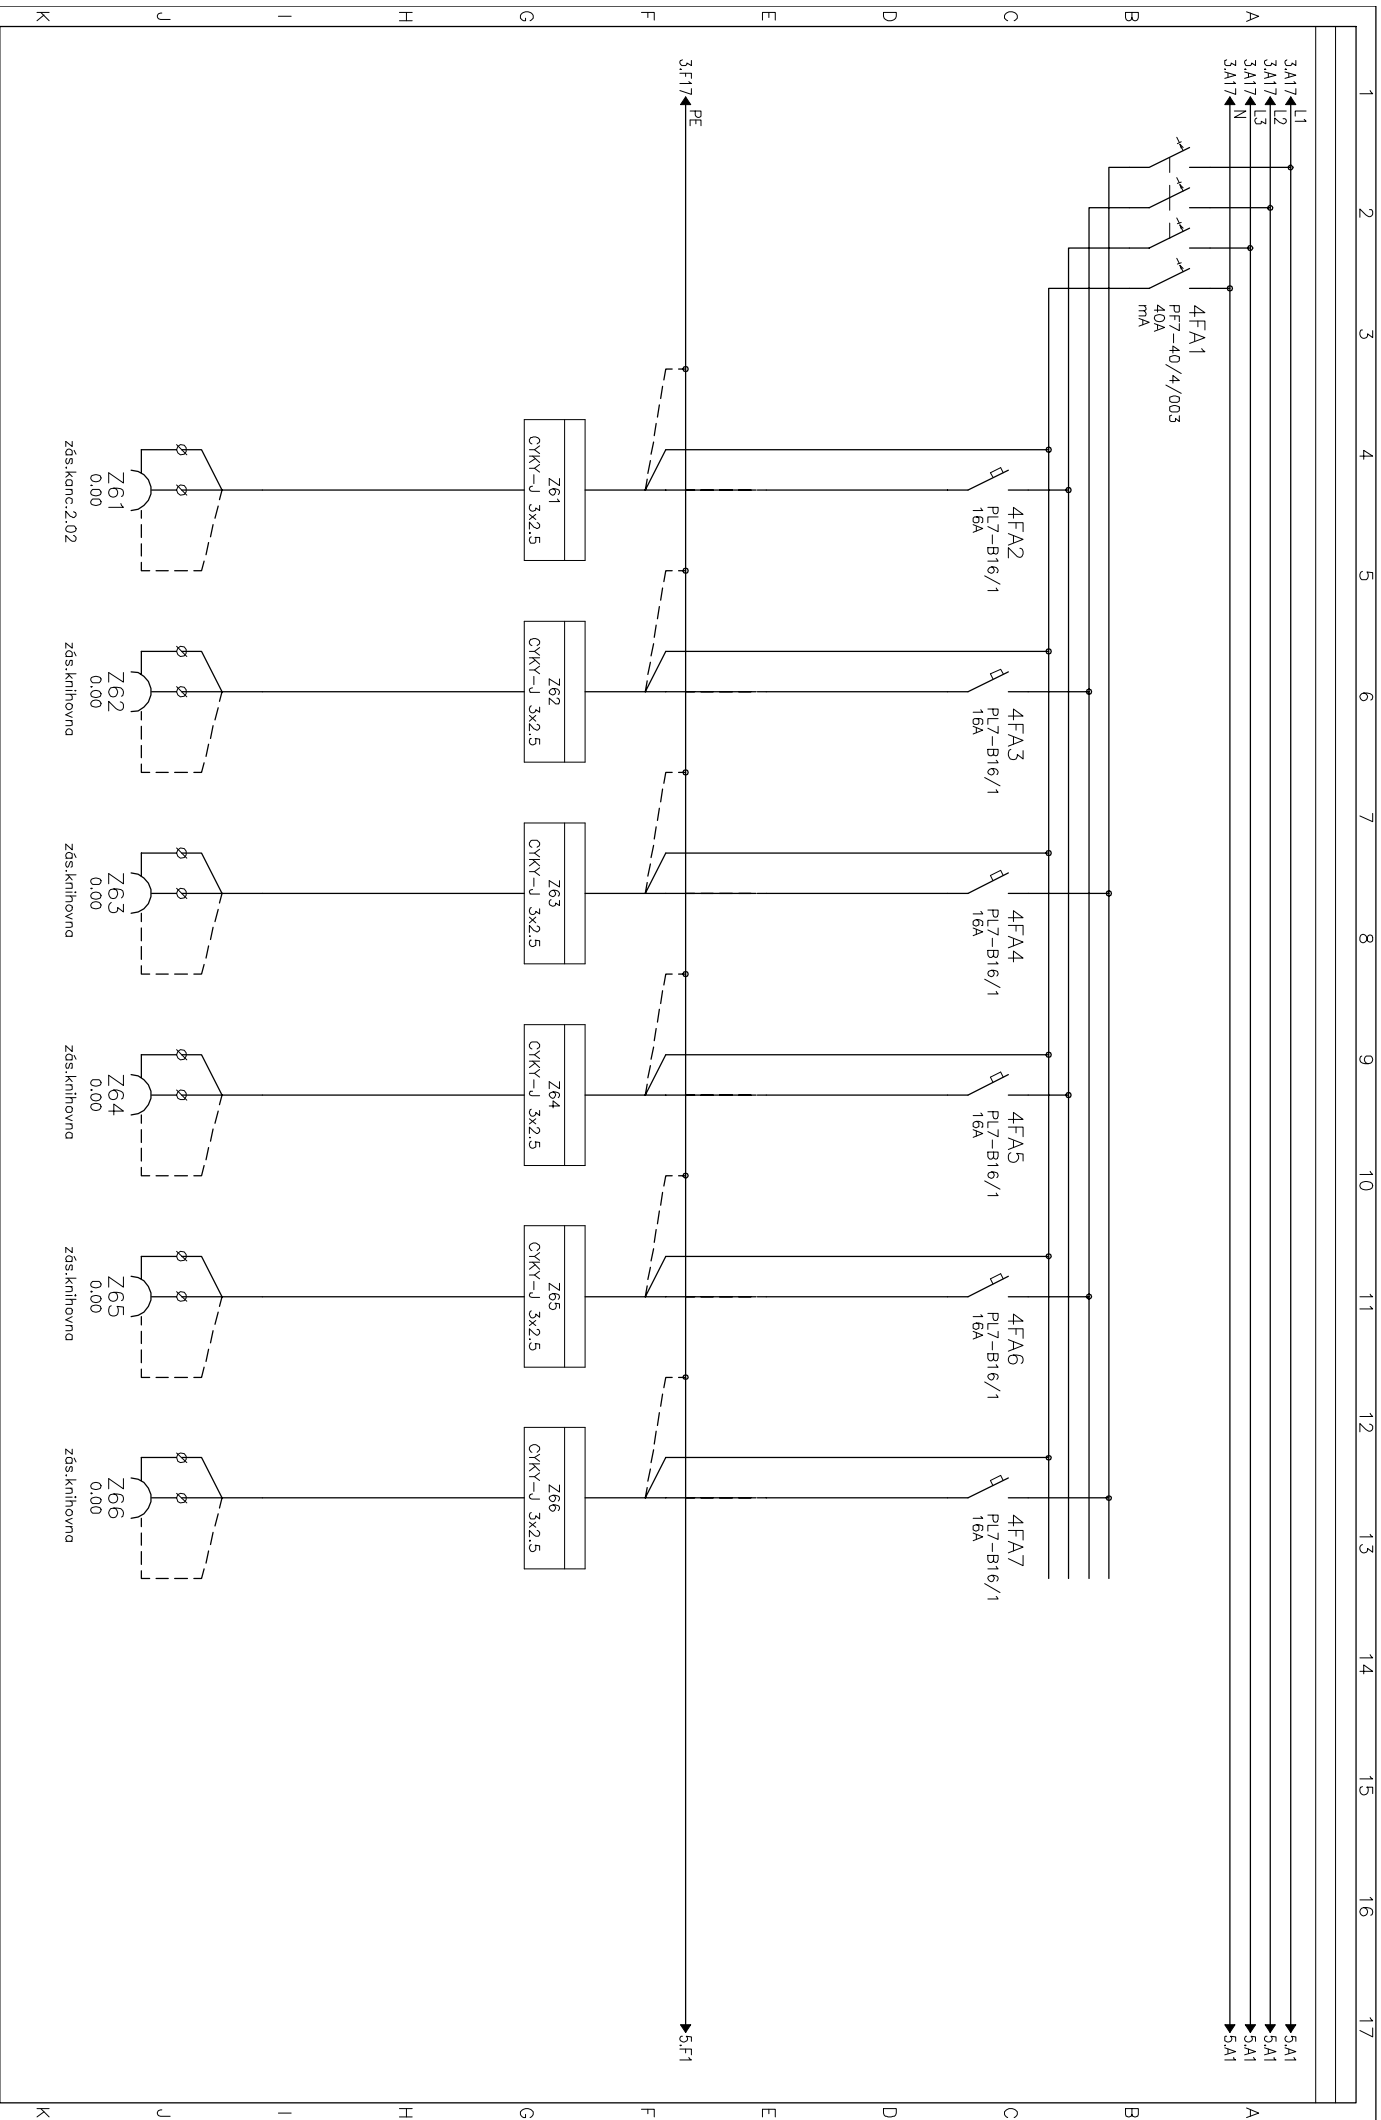 1 2 3 4 5 6 7 8 9 10 11 12 13 14 15 16 17
A
B
C
D
E
F
G
H
I
J
K
A
B
C
D
E
F
G
H
I
J
K
3.A17 L1 5.A1
3.A17 L2 5.A1
3.A17 L3 5.A1
3.A17 N 5.A1
4FA1
PF7-40/4/003
40A
mA
4FA2
PL7-B16/1
16A
4FA3
PL7-B16/1
16A
4FA4
PL7-B16/1
16A
4FA5
PL7-B16/1
16A
4FA6
PL7-B16/1
16A
4FA7
PL7-B16/1
16A
3.F17 PE 5.F1
Z61
CYKY-J 3x2.5
Z62
CYKY-J 3x2.5
Z63
CYKY-J 3x2.5
Z64
CYKY-J 3x2.5
Z65
CYKY-J 3x2.5
Z66
CYKY-J 3x2.5
Z61
0.00
zás.kanc.2.02
Z62
0.00
zás.knihovna
Z63
0.00
zás.knihovna
Z64
0.00
zás.knihovna
Z65
0.00
zás.knihovna
Z66
0.00
zás.knihovna